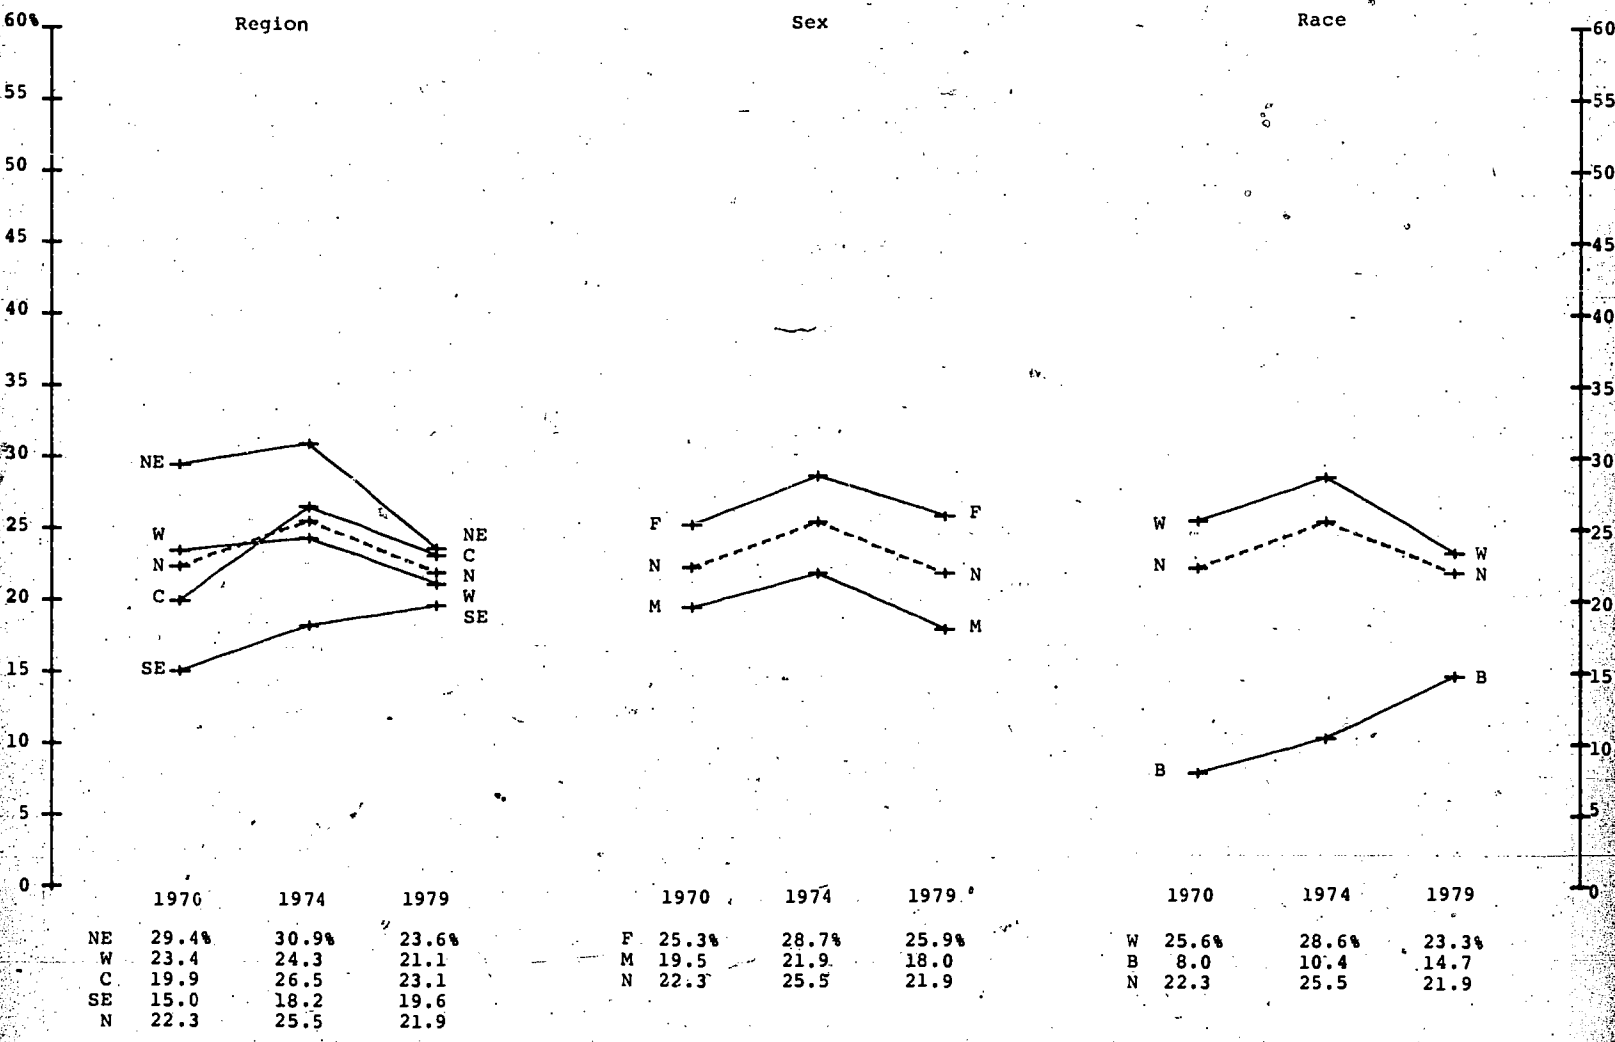 Region Sex Race
60% 60
55 55
50 50
45 45
40 40
35 35
30 30
25 25
20 20
15 15
10 10
5 5
0 0
NE
W
N
C
SE
NE
C
N
W
SE
F
N
M
F
N
M
W
N
B
W
N
B
1970 1974 1979 1970 1974 1979 1970 1974 1979
NE 29.4% 30.9% 23.6% F 25.3% 28.7% 25.9% W 25.6% 28.6% 23.3%
W 23.4 24.3 21.1 M 19.5 21.9 18.0 B 8.0 10.4 14.7
C 19.9 26.5 23.1 N 22.3 25.5 21.9 N 22.3 25.5 21.9
SE 15.0 18.2 19.6
N 22.3 25.5 21.9